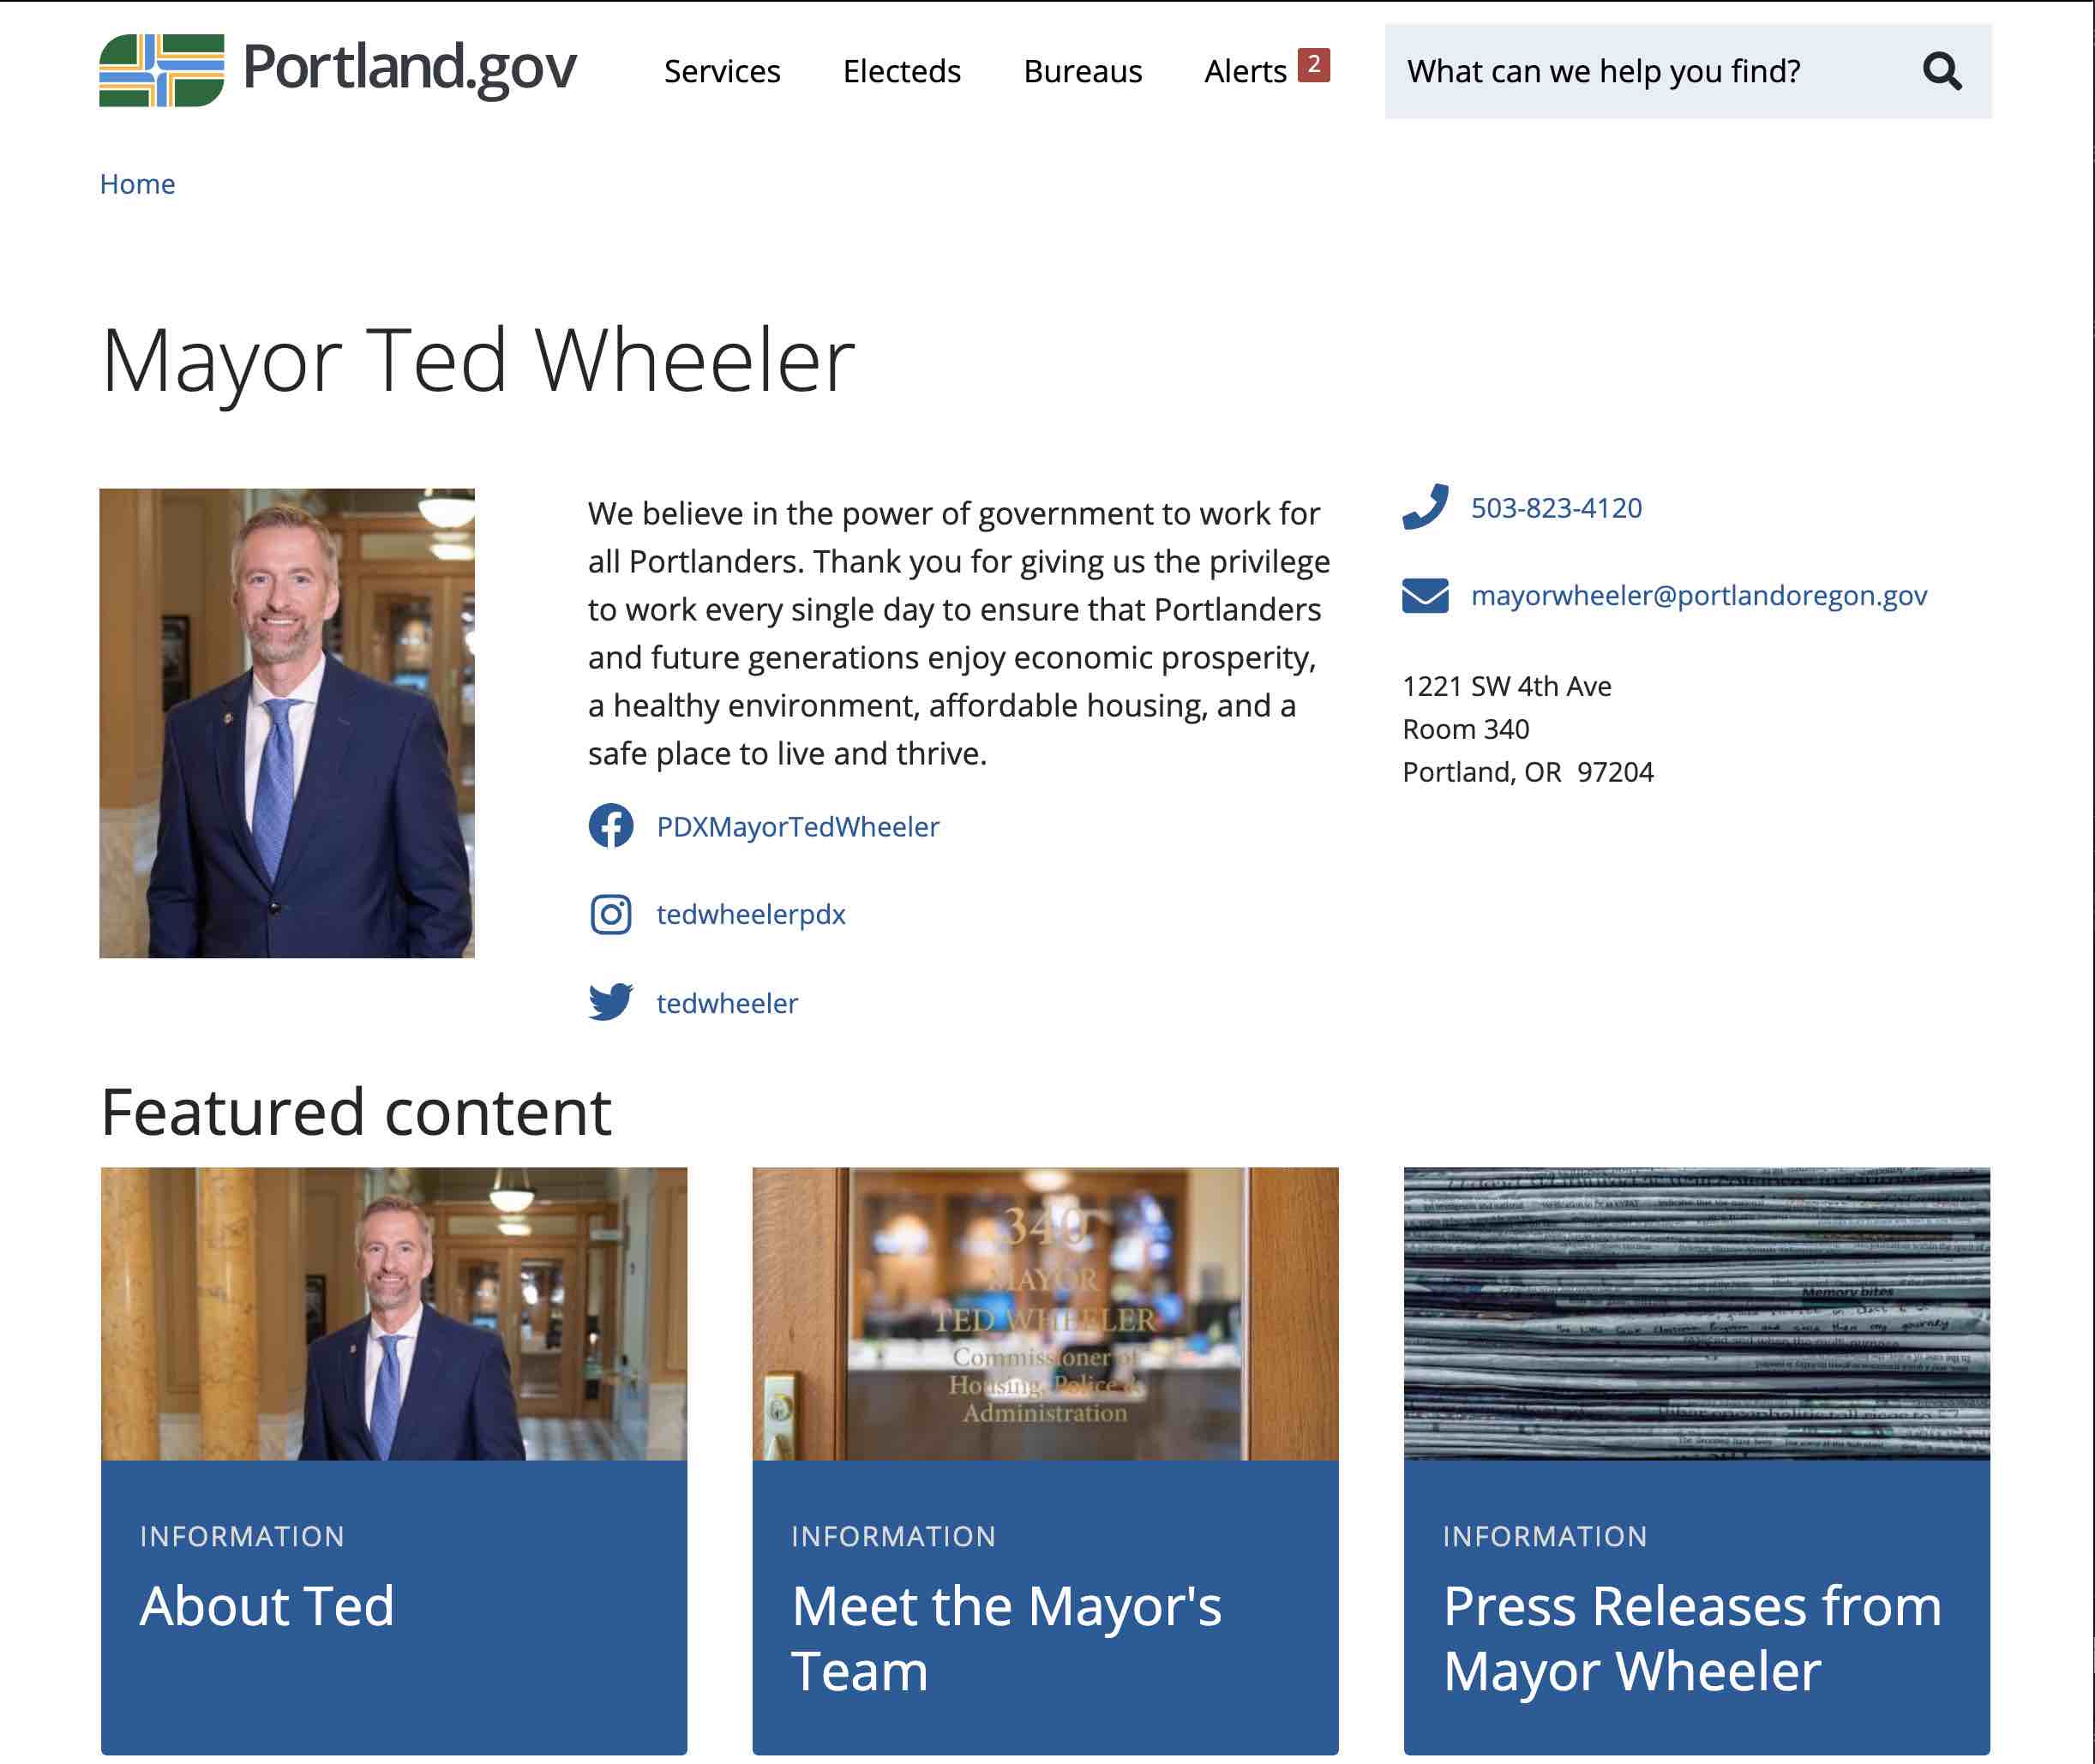 Portland.gov
Services
Electeds
Bureaus
Alerts 2
What can we help you find?
Home
Mayor Ted Wheeler
We believe in the power of government to work for
all Portlanders. Thank you for giving us the privilege
to work every single day to ensure that Portlanders
and future generations enjoy economic prosperity,
a healthy environment, affordable housing, and a
safe place to live and thrive.
PDXMayorTedWheeler
tedwheelerpdx
tedwheeler
503-823-4120
mayorwheeler@portlandoregon.gov
1221 SW 4th Ave
Room 340
Portland, OR 97204
Featured content
340
MAYOR
TED WHEELER
Commissioner of
Housing, Police &
Administration
Memory bites
INFORMATION
About Ted
INFORMATION
Meet the Mayor's
Team
INFORMATION
Press Releases from
Mayor Wheeler